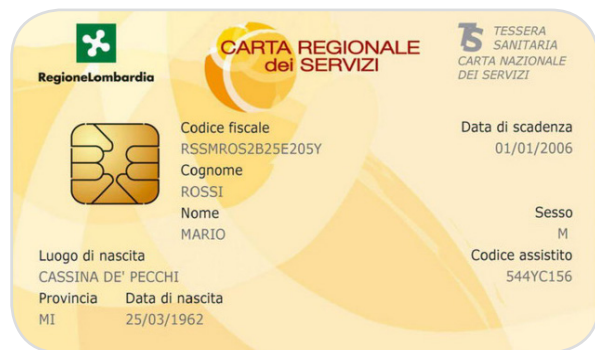 RegioneLombardia
CARTA REGIONALE
dei SERVIZI
TS TESSERA
SANITARIA
CARTA NAZIONALE
DEI SERVIZI
Codice fiscale
RSSMROS2B25E205Y
Data di scadenza
01/01/2006
Cognome
ROSSI
Nome
MARIO
Sesso
M
Luogo di nascita
CASSINA DE' PECCHI
Codice assistito
544YC156
Provincia Data di nascita
MI 25/03/1962